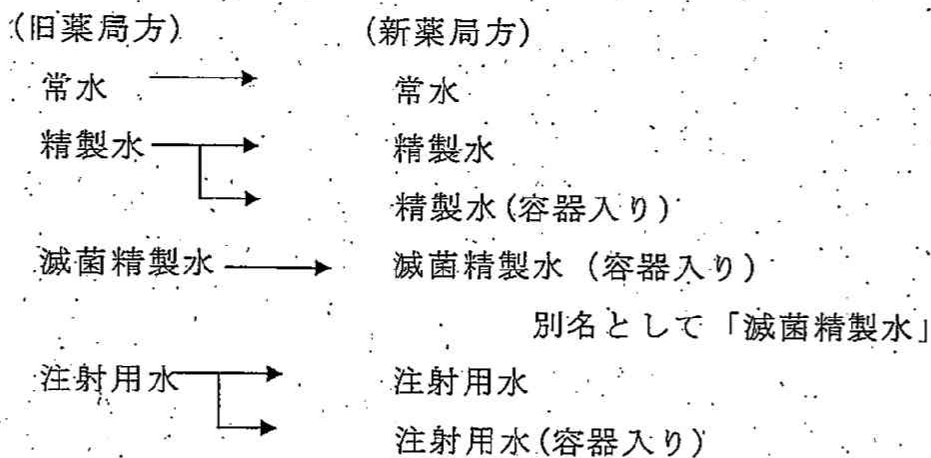 (旧薬局方) (新薬局方)
常水 常水
精製水 精製水
精製水(容器入り)
滅菌精製水 滅菌精製水 (容器入り)
別名として「滅菌精製水」
注射用水 注射用水
注射用水(容器入り)